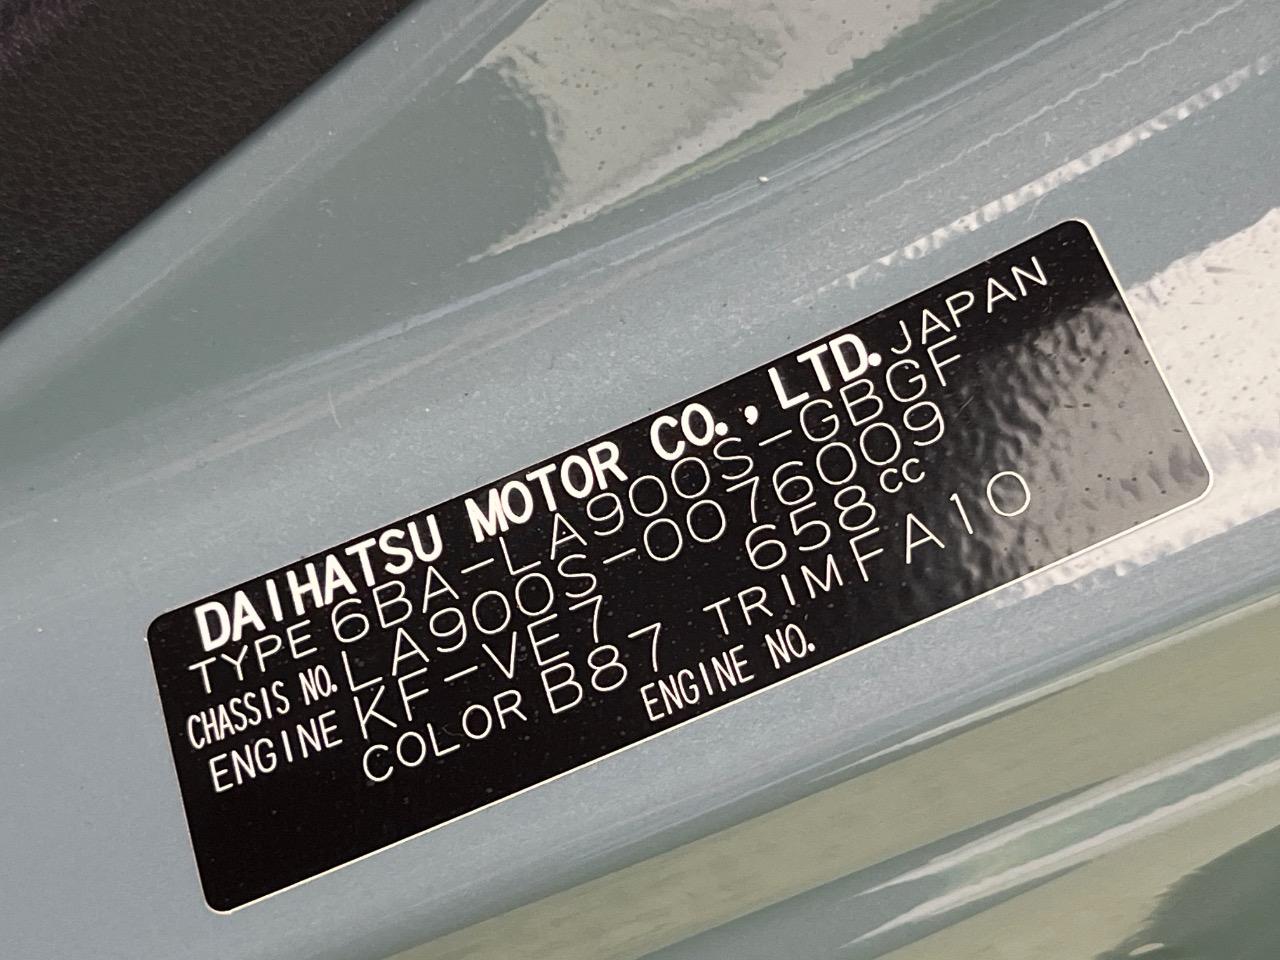 DAIHATSU MOTOR CO., LTD. JAPAN
TYPE 6BA-LA900S-GBGF
CHASSIS NO. LA900S-0076009
ENGINE KF-VE7 658cc
COLOR B87 TRIM FA10
ENGINE NO.